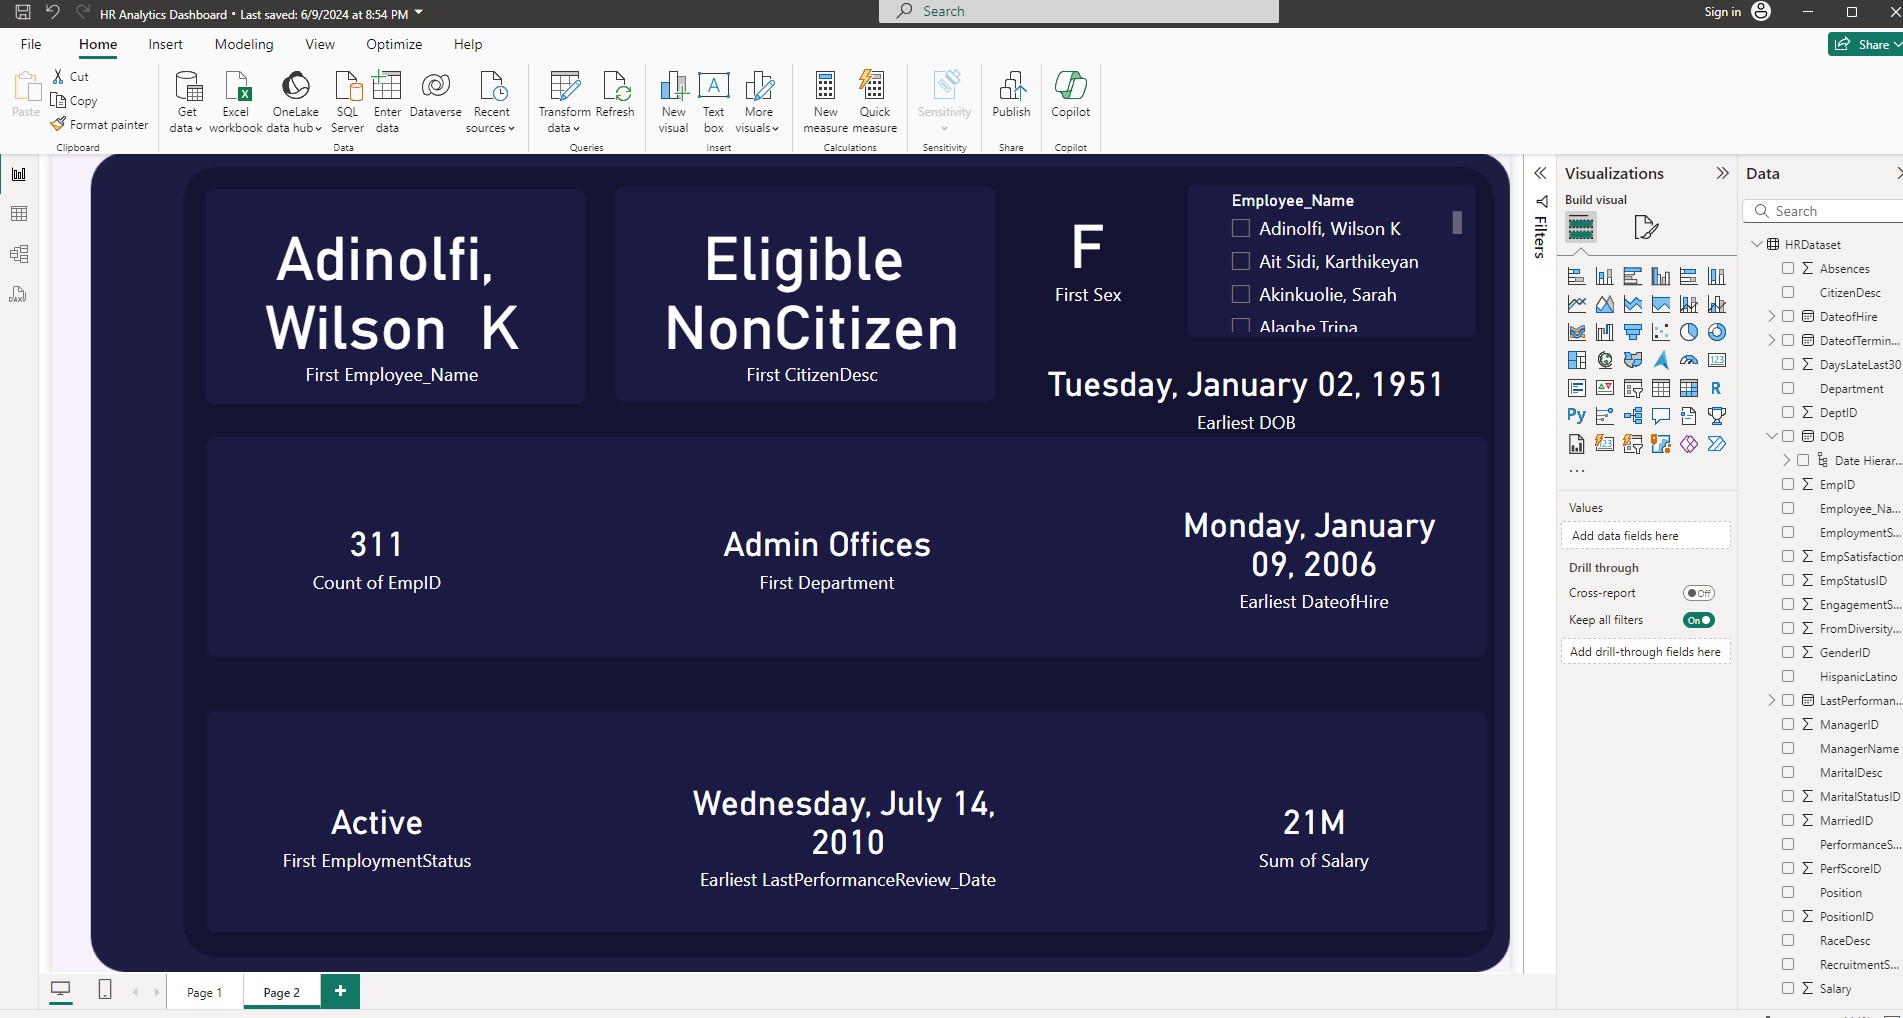 HR Analytics Dashboard • Last saved: 6/9/2024 at 8:54 PM
Search
Sign in
File
Home
Insert
Modeling
View
Optimize
Help
Share
Paste
Cut
Copy
Format painter
Clipboard
Get data
Excel workbook
OneLake data hub
SQL Server
Enter data
Dataverse
Recent sources
Data
Transform data
Refresh
Queries
New visual
Text box
More visuals
Insert
New measure
Quick measure
Calculations
Sensitivity
Sensitivity
Publish
Share
Copilot
Copilot
Adinolfi,
Wilson K
First Employee_Name
Eligible
NonCitizen
First CitizenDesc
F
First Sex
Employee_Name
Adinolfi, Wilson K
Ait Sidi, Karthikeyan
Akinkuolie, Sarah
Alagbe Trina
Tuesday, January 02, 1951
Earliest DOB
311
Count of EmpID
Admin Offices
First Department
Monday, January
09, 2006
Earliest DateofHire
Active
First EmploymentStatus
Wednesday, July 14,
2010
Earliest LastPerformanceReview_Date
21M
Sum of Salary
Page 1
Page 2
Filters
Visualizations
Build visual
123
R
Py
123
...
Values
Add data fields here
Drill through
Cross-report
Off
Keep all filters
On
Add drill-through fields here
Data
Search
HRDataset
Absences
CitizenDesc
DateofHire
DateofTermin...
DaysLateLast30
Department
DeptID
DOB
Date Hierar...
EmpID
Employee_Na...
EmploymentS...
EmpSatisfaction
EmpStatusID
EngagementS...
FromDiversity...
GenderID
HispanicLatino
LastPerforman...
ManagerID
ManagerName
MaritalDesc
MaritalStatusID
MarriedID
PerformanceS...
PerfScoreID
Position
PositionID
RaceDesc
RecruitmentS...
Salary